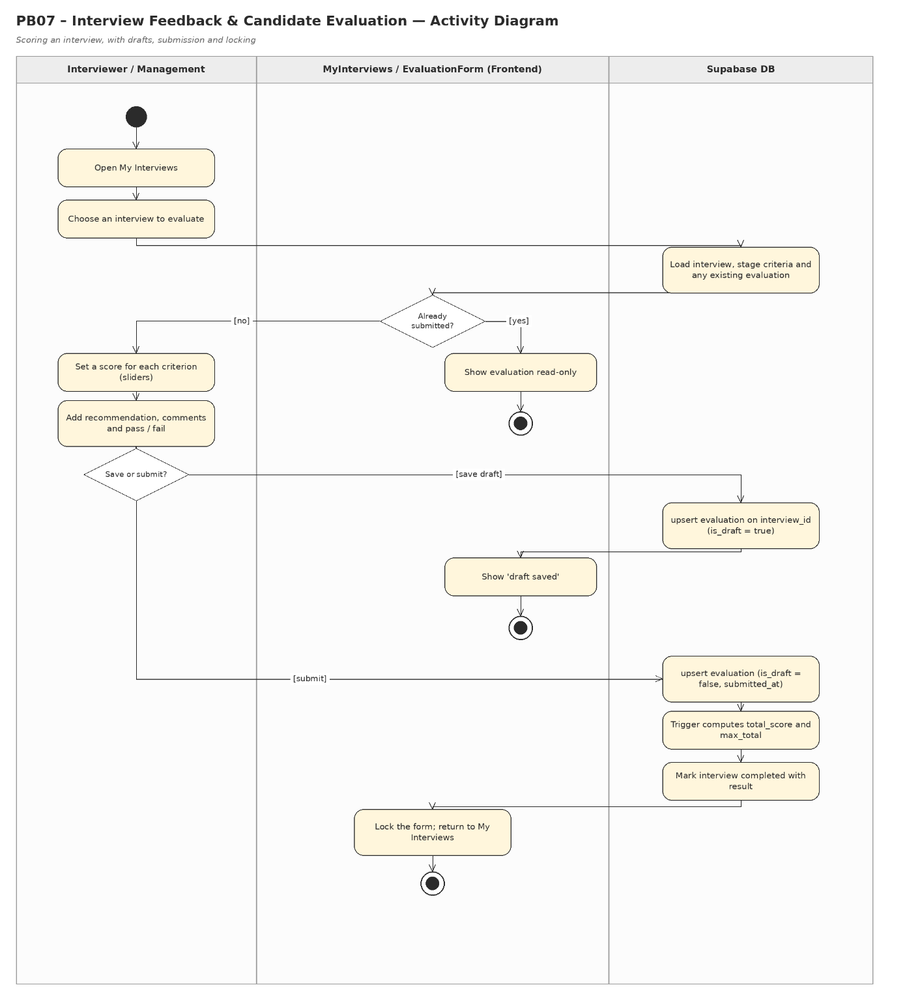 PB07 – Interview Feedback & Candidate Evaluation — Activity Diagram
Scoring an interview, with drafts, submission and locking
Interviewer / Management
MyInterviews / EvaluationForm (Frontend)
Supabase DB
Open My Interviews
Choose an interview to evaluate
Load interview, stage criteria and
any existing evaluation
Already
submitted?
[no]
[yes]
Set a score for each criterion
(sliders)
Show evaluation read-only
Add recommendation, comments
and pass / fail
Save or submit?
[save draft]
upsert evaluation on interview_id
(is_draft = true)
Show 'draft saved'
[submit]
upsert evaluation (is_draft =
false, submitted_at)
Trigger computes total_score and
max_total
Mark interview completed with
result
Lock the form; return to My
Interviews